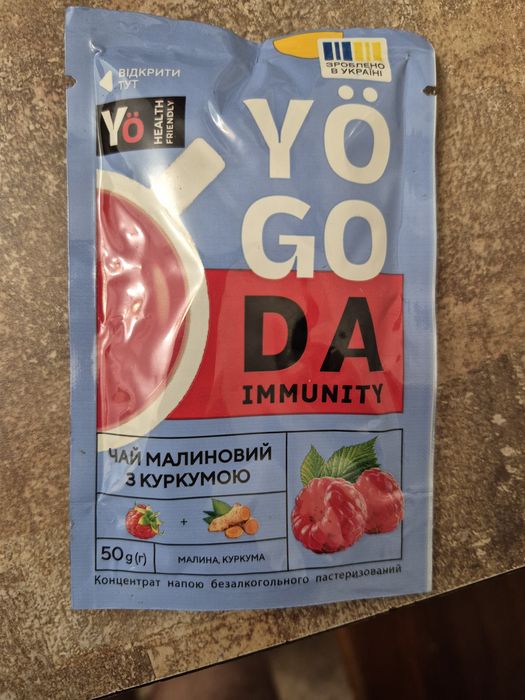 ВІДКРИТИ
ТУТ
ЗРОБЛЕНО
В УКРАЇНІ
YÖ
HEALTH
FRIENDLY
YÖ
GO
DA
IMMUNITY
ЧАЙ МАЛИНОВИЙ
З КУРКУМОЮ
+
50 g (г)
МАЛИНА, КУРКУМА
Концентрат напою безалкогольного пастеризований